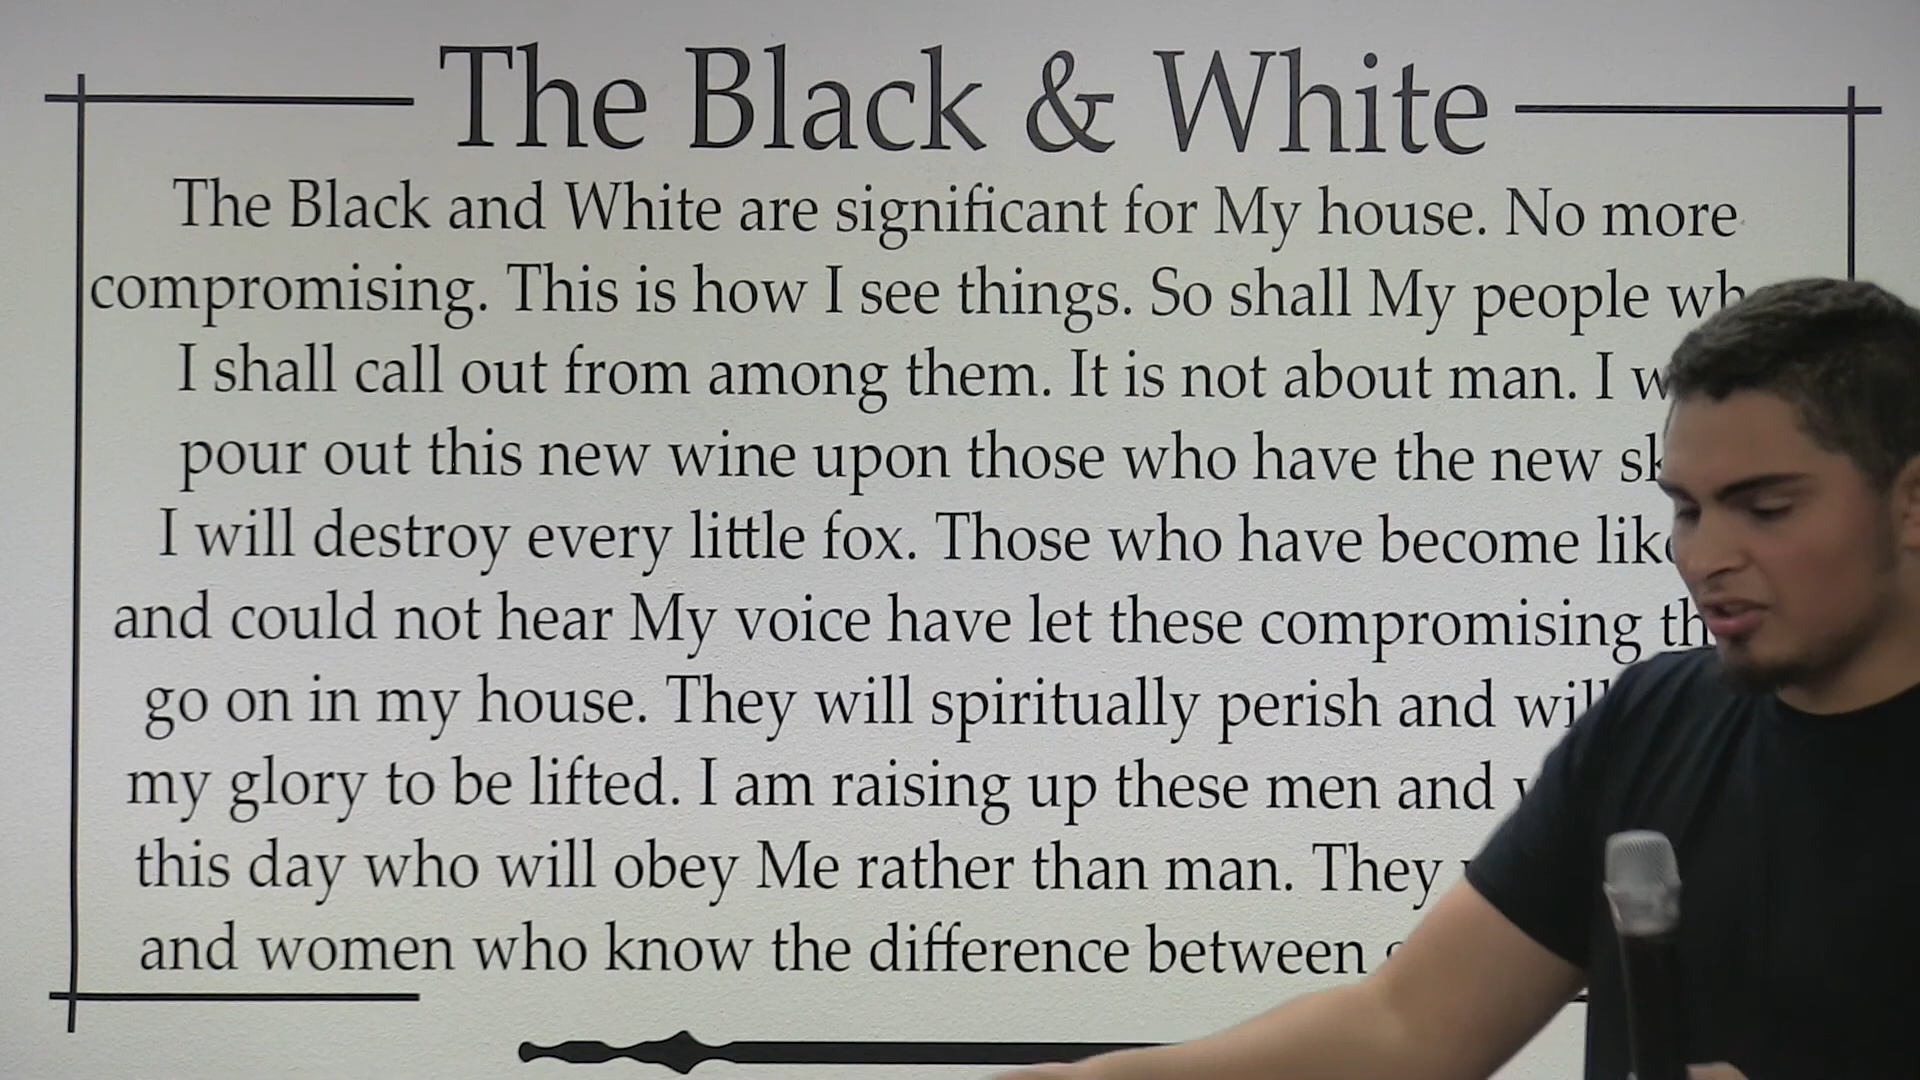 The Black & White
The Black and White are significant for My house. No more
compromising. This is how I see things. So shall My people
I shall call out from among them. It is not about man. I
pour out this new wine upon those who have the new
I will destroy every little fox. Those who have become
and could not hear My voice have let these compromising
go on in my house. They will spiritually perish and
my glory to be lifted. I am raising up these men and
this day who will obey Me rather than man. They
and women who know the difference between